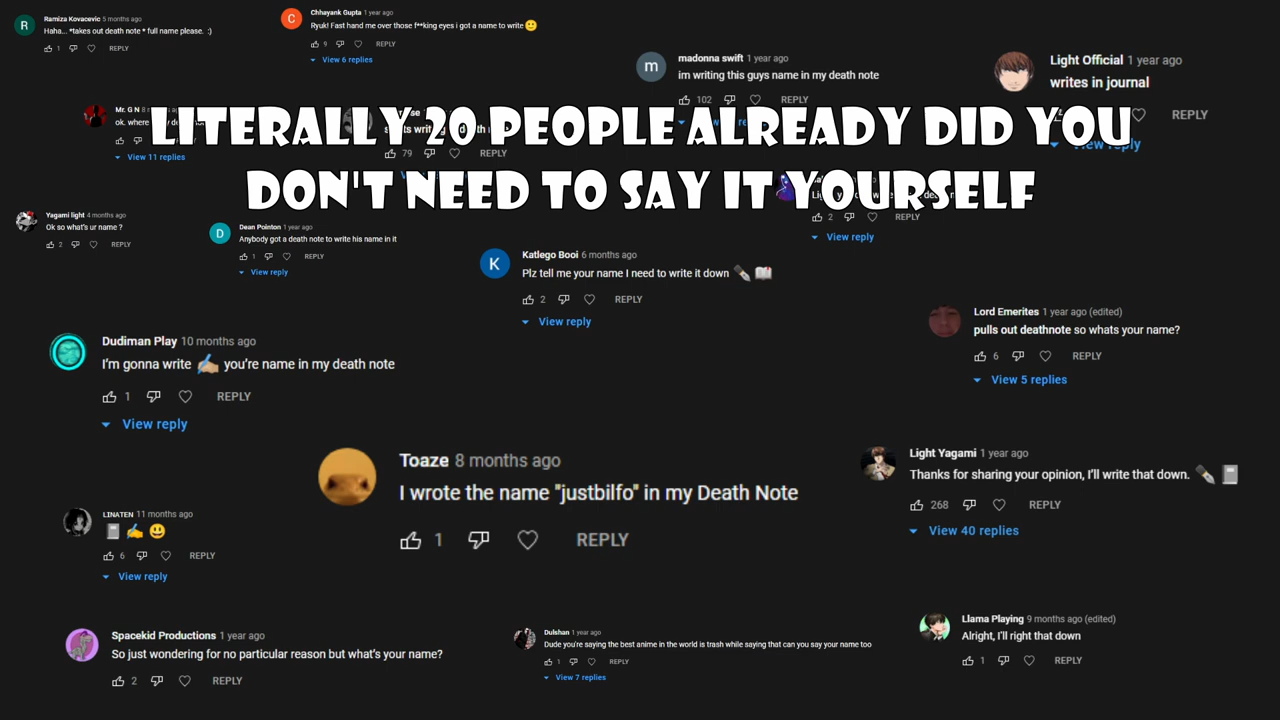 Ramiza Kovacevic 5 months ago
Haha... *takes out death note * full name please. :)
1 REPLY
Chhayank Gupta 1 year ago
Ryuk! Fast hand me over those f**king eyes i got a name to write🙂
9 REPLY
View 6 replies
madonna swift 1 year ago
im writing this guys name in my death note
102 REPLY
Light Official 1 year ago
writes in journal
REPLY
View reply
Mr. G N 8
ok. where
View 11 replies
79 REPLY
LITERALLY 20 PEOPLE ALREADY DID YOU
DON'T NEED TO SAY IT YOURSELF
2 REPLY
View reply
Yagami light 4 months ago
Ok so what's ur name ?
2 REPLY
Dean Pointon 1 year ago
Anybody got a death note to write his name in it
1 REPLY
View reply
K
Katlego Booi 6 months ago
Plz tell me your name I need to write it down ✒️ 📖
2 REPLY
View reply
Lord Emerites 1 year ago (edited)
pulls out deathnote so whats your name?
6 REPLY
View 5 replies
Dudiman Play 10 months ago
I'm gonna write ✍️ you're name in my death note
1 REPLY
View reply
Toaze 8 months ago
I wrote the name "justbilfo" in my Death Note
1 REPLY
Light Yagami 1 year ago
Thanks for sharing your opinion, I'll write that down. ✒️ 📓
268 REPLY
View 40 replies
LINATEN 11 months ago
📓 ✍️ 😃
6 REPLY
View reply
Spacekid Productions 1 year ago
So just wondering for no particular reason but what's your name?
2 REPLY
Dulshan 1 year ago
Dude you're saying the best anime in the world is trash while saying that can you say your name too
1 REPLY
View 7 replies
Llama Playing 9 months ago (edited)
Alright, I'll right that down
1 REPLY